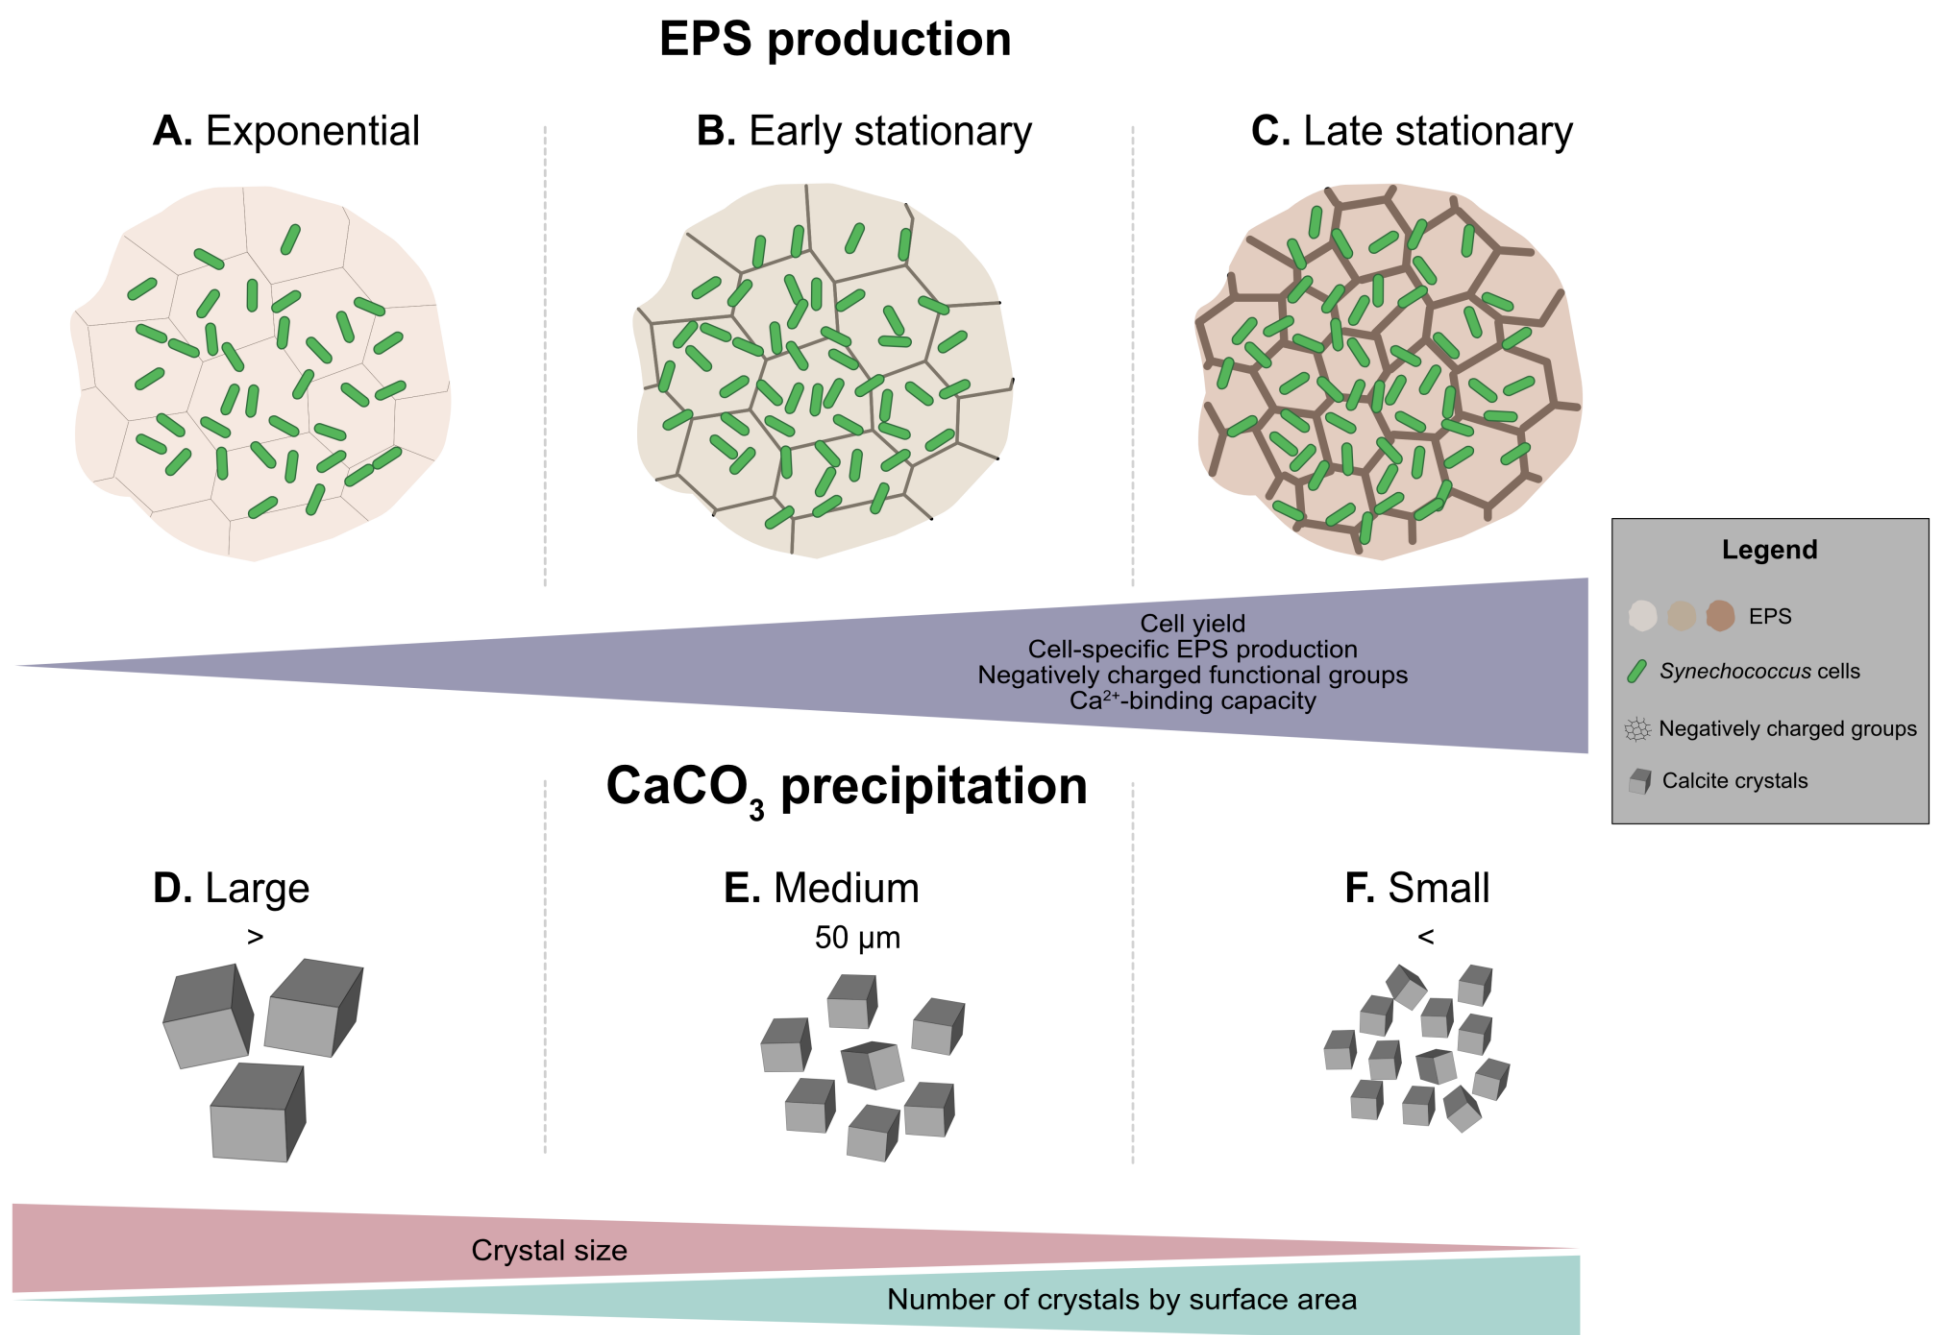 EPS production
A. Exponential
B. Early stationary
C. Late stationary
Cell yield
Cell-specific EPS production
Negatively charged functional groups
Ca²⁺-binding capacity
Legend
EPS
Synechococcus cells
Negatively charged groups
Calcite crystals
CaCO₃ precipitation
D. Large
>
E. Medium
50 µm
F. Small
<
Crystal size
Number of crystals by surface area